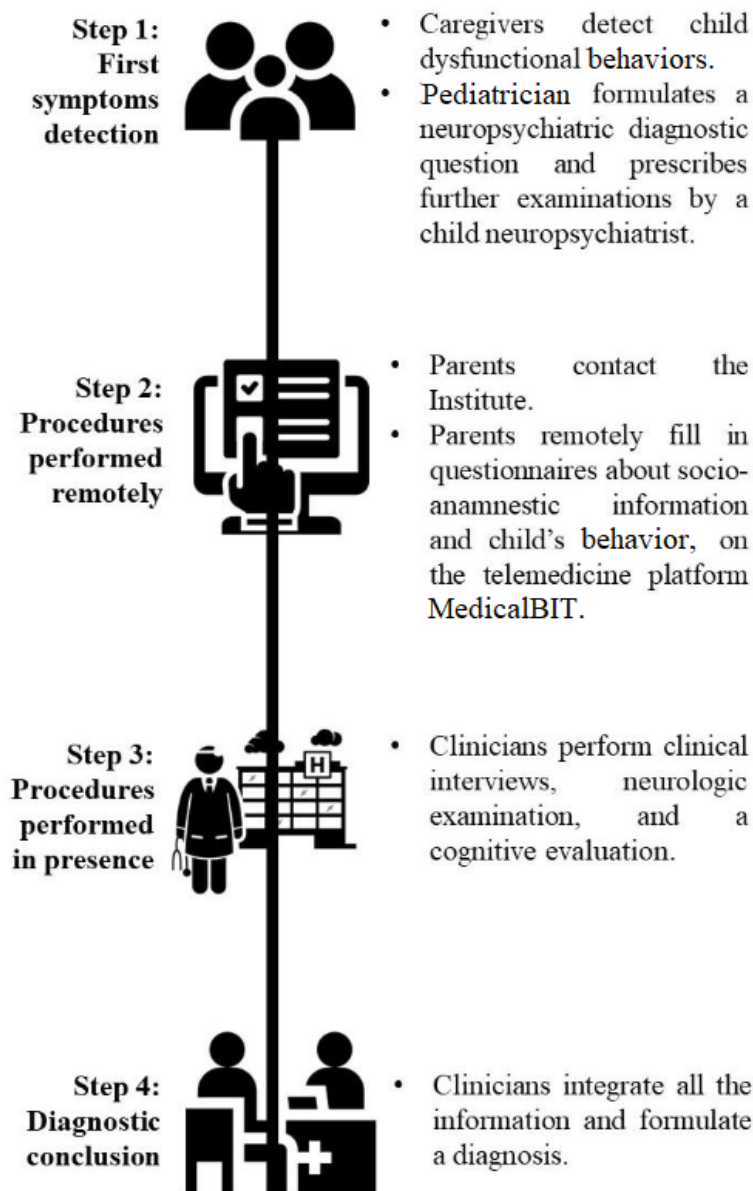 Step 1:
First
symptoms
detection
• Caregivers detect child
dysfunctional behaviors.
• Pediatrician formulates a
neuropsychiatric diagnostic
question and prescribes
further examinations by a
child neuropsychiatrist.
Step 2:
Procedures
performed
remotely
• Parents contact the
Institute.
• Parents remotely fill in
questionnaires about socio-
anamnestic information
and child's behavior, on
the telemedicine platform
MedicalBIT.
Step 3:
Procedures
performed
in presence
H
• Clinicians perform clinical
interviews, neurologic
examination, and a
cognitive evaluation.
Step 4:
Diagnostic
conclusion
• Clinicians integrate all the
information and formulate
a diagnosis.